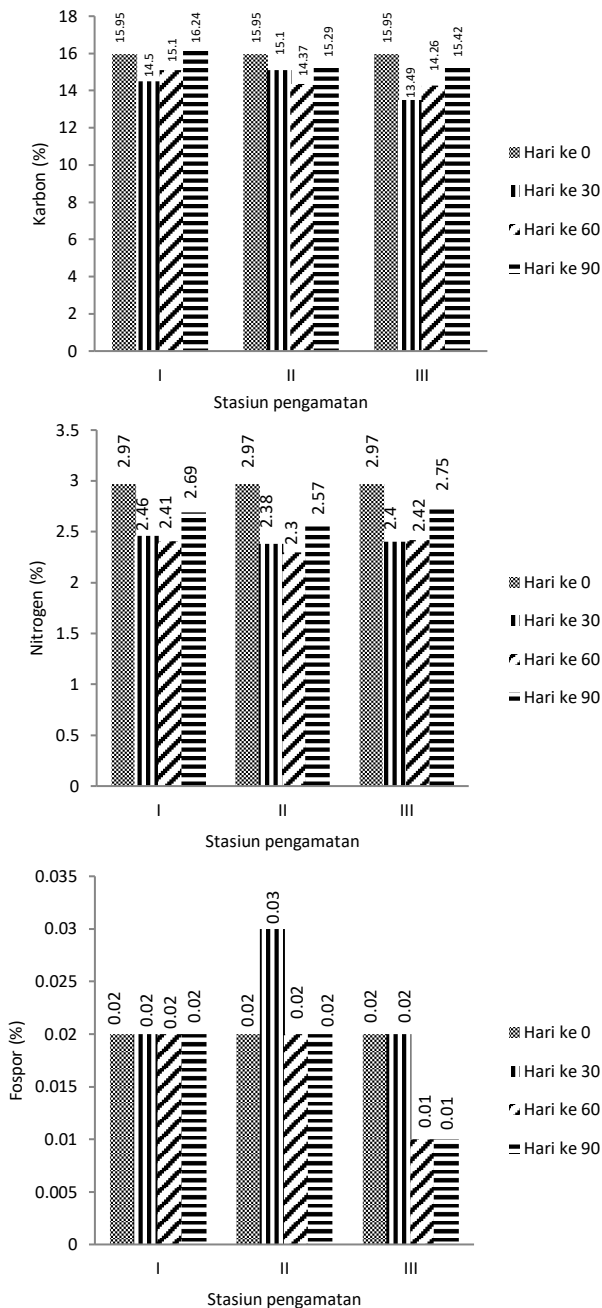 Karbon (%)
18
16
14
12
10
8
6
4
2
0
15.95
14.5
15.1
16.24
15.95
15.1
14.37
15.29
15.95
13.49
14.26
15.42
I
II
III
Stasiun pengamatan
Hari ke 0
Hari ke 30
Hari ke 60
Hari ke 90
Nitrogen (%)
3.5
3
2.5
2
1.5
1
0.5
0
2.97
2.46
2.41
2.69
2.97
2.38
2.3
2.57
2.97
2.4
2.42
2.75
I
II
III
Stasiun pengamatan
Hari ke 0
Hari ke 30
Hari ke 60
Hari ke 90
Fospor (%)
0.035
0.03
0.025
0.02
0.015
0.01
0.005
0
0.02
0.02
0.02
0.02
0.02
0.03
0.02
0.02
0.02
0.02
0.01
0.01
I
II
III
Stasiun pengamatan
Hari ke 0
Hari ke 30
Hari ke 60
Hari ke 90